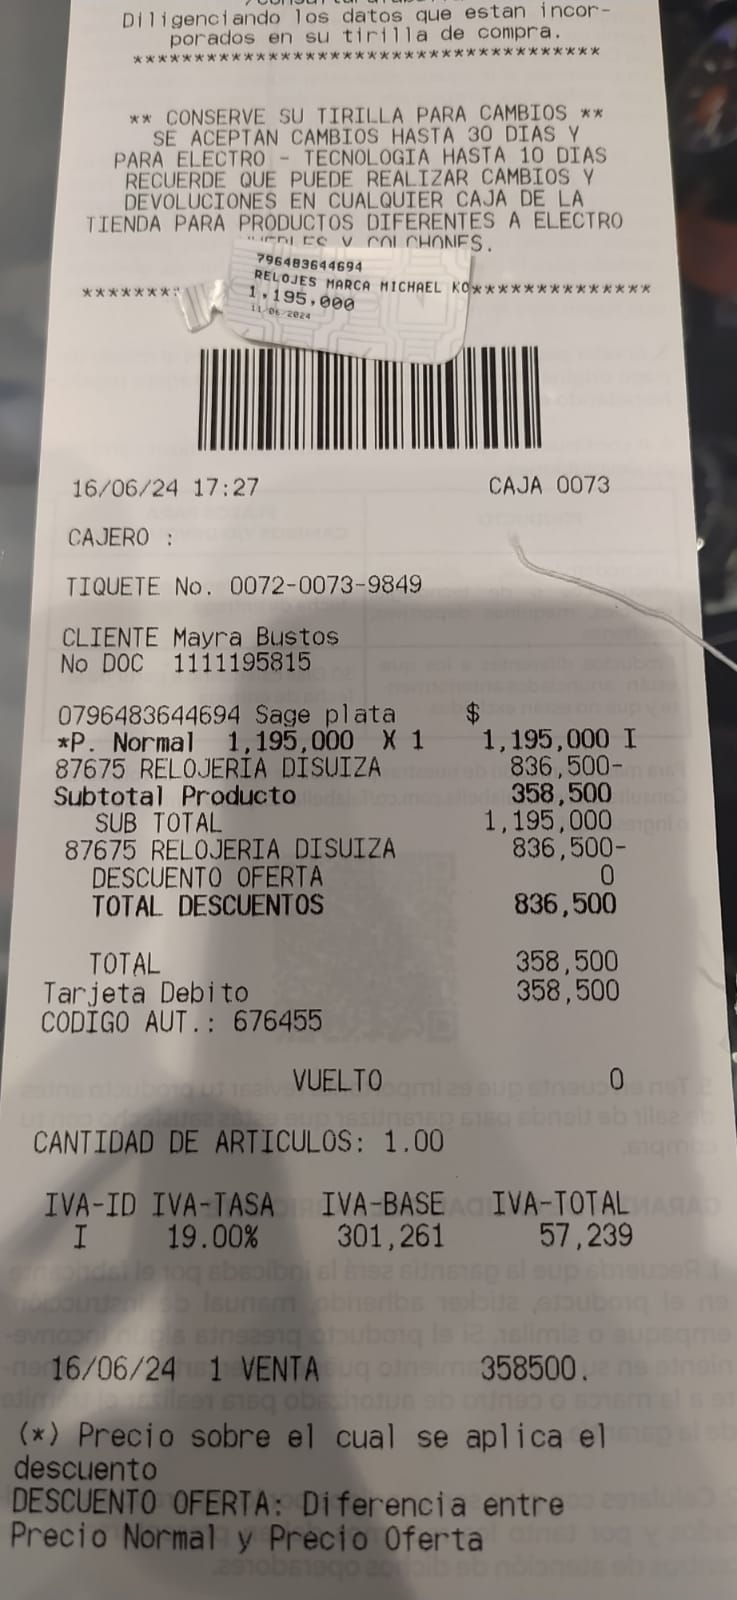 Diligenciando los datos que estan incor-
porados en su tirilla de compra.
***************************************
** CONSERVE SU TIRILLA PARA CAMBIOS **
SE ACEPTAN CAMBIOS HASTA 30 DIAS Y
PARA ELECTRO - TECNOLOGIA HASTA 10 DIAS
RECUERDE QUE PUEDE REALIZAR CAMBIOS Y
DEVOLUCIONES EN CUALQUIER CAJA DE LA
TIENDA PARA PRODUCTOS DIFERENTES A ELECTRO
Y COLCHONES.
796483644694
RELOJES MARCA MICHAEL KO
1,195,000
11/06/2024
16/06/24 17:27 CAJA 0073
CAJERO :
TIQUETE No. 0072-0073-9849
CLIENTE Mayra Bustos
No DOC 1111195815
0796483644694 Sage plata $
*P. Normal 1,195,000 X 1 1,195,000 I
87675 RELOJERIA DISUIZA 836,500-
Subtotal Producto 358,500
SUB TOTAL 1,195,000
87675 RELOJERIA DISUIZA 836,500-
DESCUENTO OFERTA 0
TOTAL DESCUENTOS 836,500
TOTAL 358,500
Tarjeta Debito 358,500
CODIGO AUT.: 676455
VUELTO 0
CANTIDAD DE ARTICULOS: 1.00
IVA-ID IVA-TASA IVA-BASE IVA-TOTAL
I 19.00% 301,261 57,239
16/06/24 1 VENTA 358500.
(*) Precio sobre el cual se aplica el
descuento
DESCUENTO OFERTA: Diferencia entre
Precio Normal y Precio Oferta